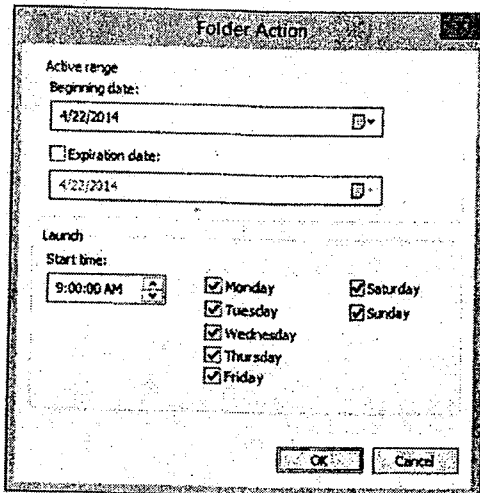 Folder Action
Active range
Beginning date:
4/22/2014
Expiration date:
4/22/2014
Launch
Start time:
9:00:00 AM
Monday
Tuesday
Wednesday
Thursday
Friday
Saturday
Sunday
OK
Cancel